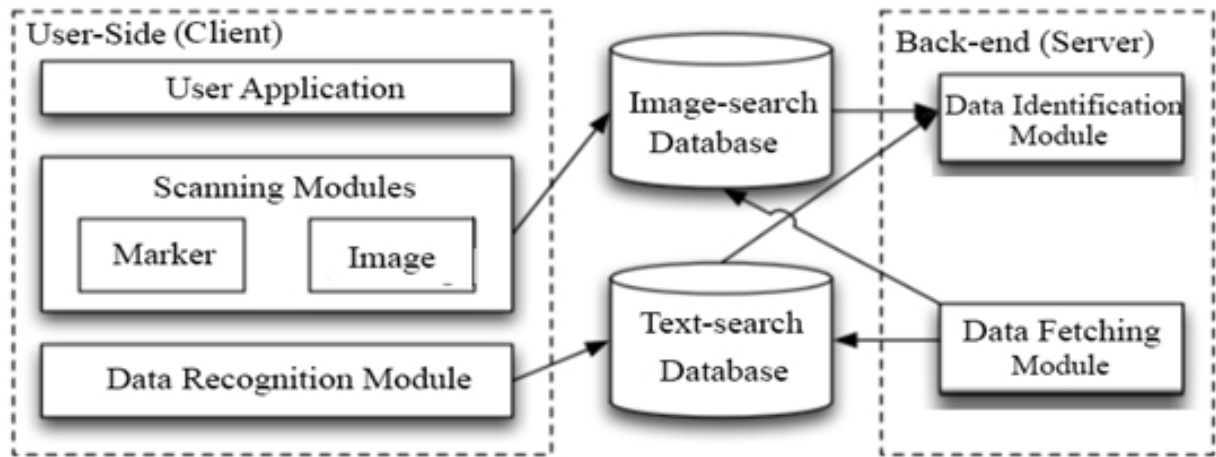 User-Side (Client)
User Application
Scanning Modules
Marker
Image
Data Recognition Module
Image-search
Database
Text-search
Database
Back-end (Server)
Data Identification
Module
Data Fetching
Module